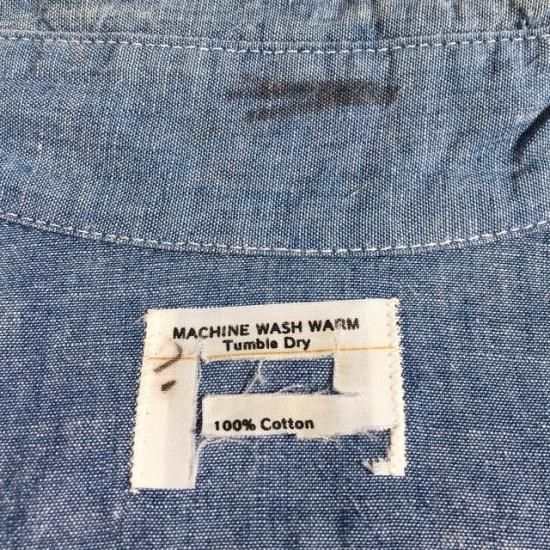 MACHINE WASH WARM
Tumble Dry
100% Cotton